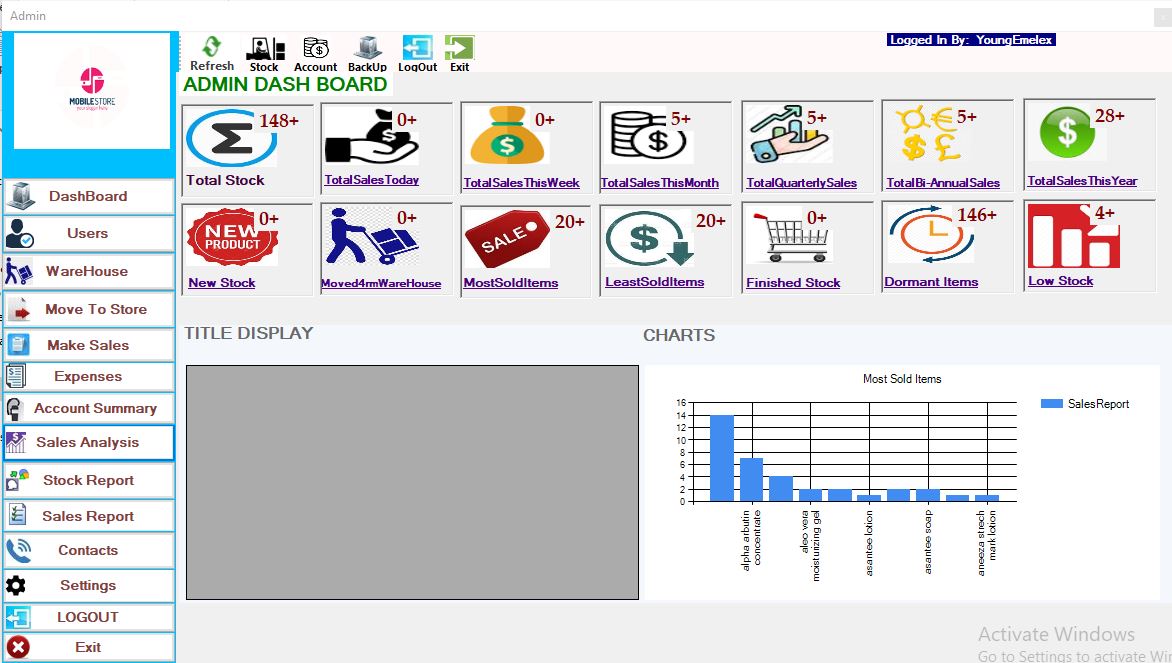 Admin
Logged In By: YoungEmelex
Refresh
Stock
Account
BackUp
LogOut
Exit
ADMIN DASH BOARD
MOBILESTORE
148+
Total Stock
0+
TotalSalesToday
0+
TotalSalesThisWeek
5+
TotalSalesThisMonth
5+
TotalQuarterlySales
5+
TotalBi-AnnualSales
28+
TotalSalesThisYear
NEW
PRODUCT
0+
New Stock
0+
Moved4rmWareHouse
SALE
20+
MostSoldItems
20+
LeastSoldItems
0+
Finished Stock
146+
Dormant Items
4+
Low Stock
DashBoard
Users
WareHouse
Move To Store
Make Sales
Expenses
Account Summary
Sales Analysis
Stock Report
Sales Report
Contacts
Settings
LOGOUT
Exit
TITLE DISPLAY
CHARTS
Most Sold Items
SalesReport
16
14
12
10
8
6
4
2
0
alpha arbutin
concentrate
aleo vera
moisturizing gel
asantee lotion
asantee soap
aneeza strech
mark lotion
Activate Windows
Go to Settings to activate Wi